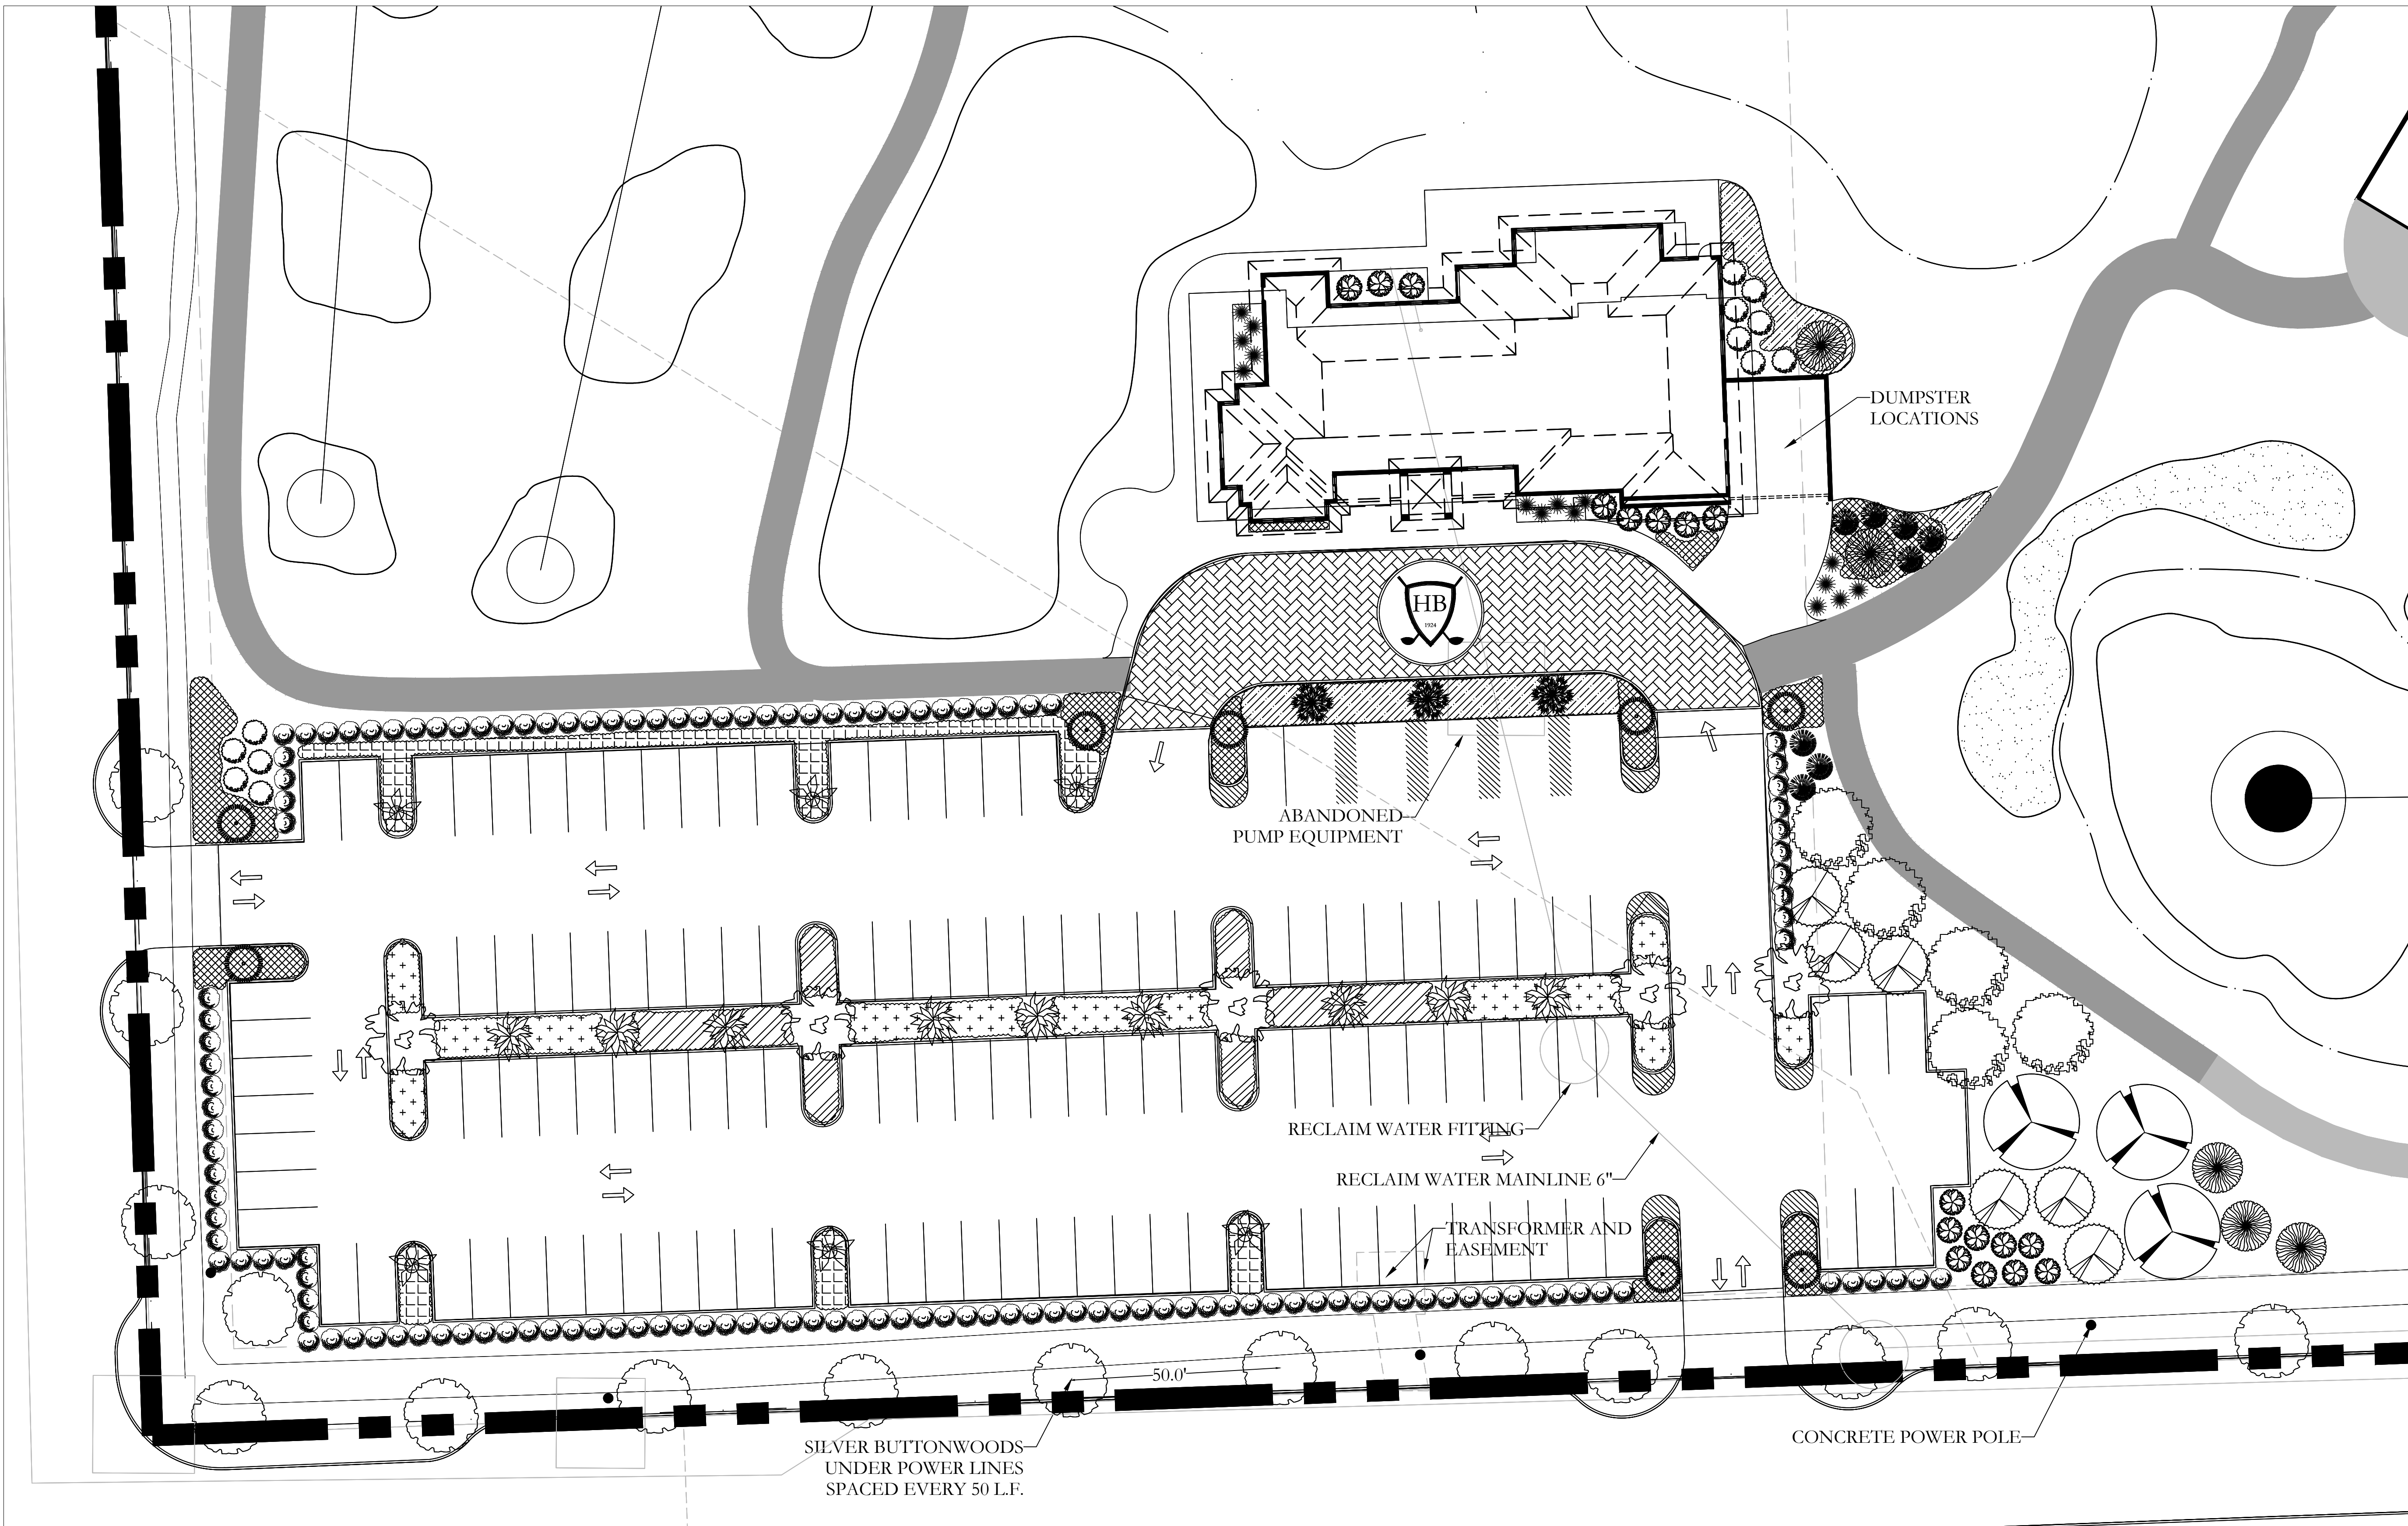 DUMPSTER
LOCATIONS
HB
1924
ABANDONED
PUMP EQUIPMENT
RECLAIM WATER FITTING
RECLAIM WATER MAINLINE 6"
TRANSFORMER AND
EASEMENT
50.0'
SILVER BUTTONWOODS
UNDER POWER LINES
SPACED EVERY 50 L.F.
CONCRETE POWER POLE